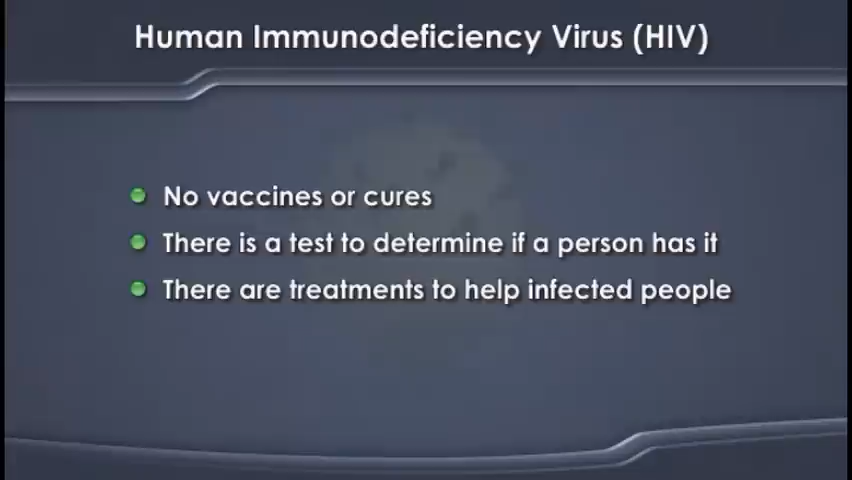 Human Immunodeficiency Virus (HIV)
No vaccines or cures
There is a test to determine if a person has it
There are treatments to help infected people